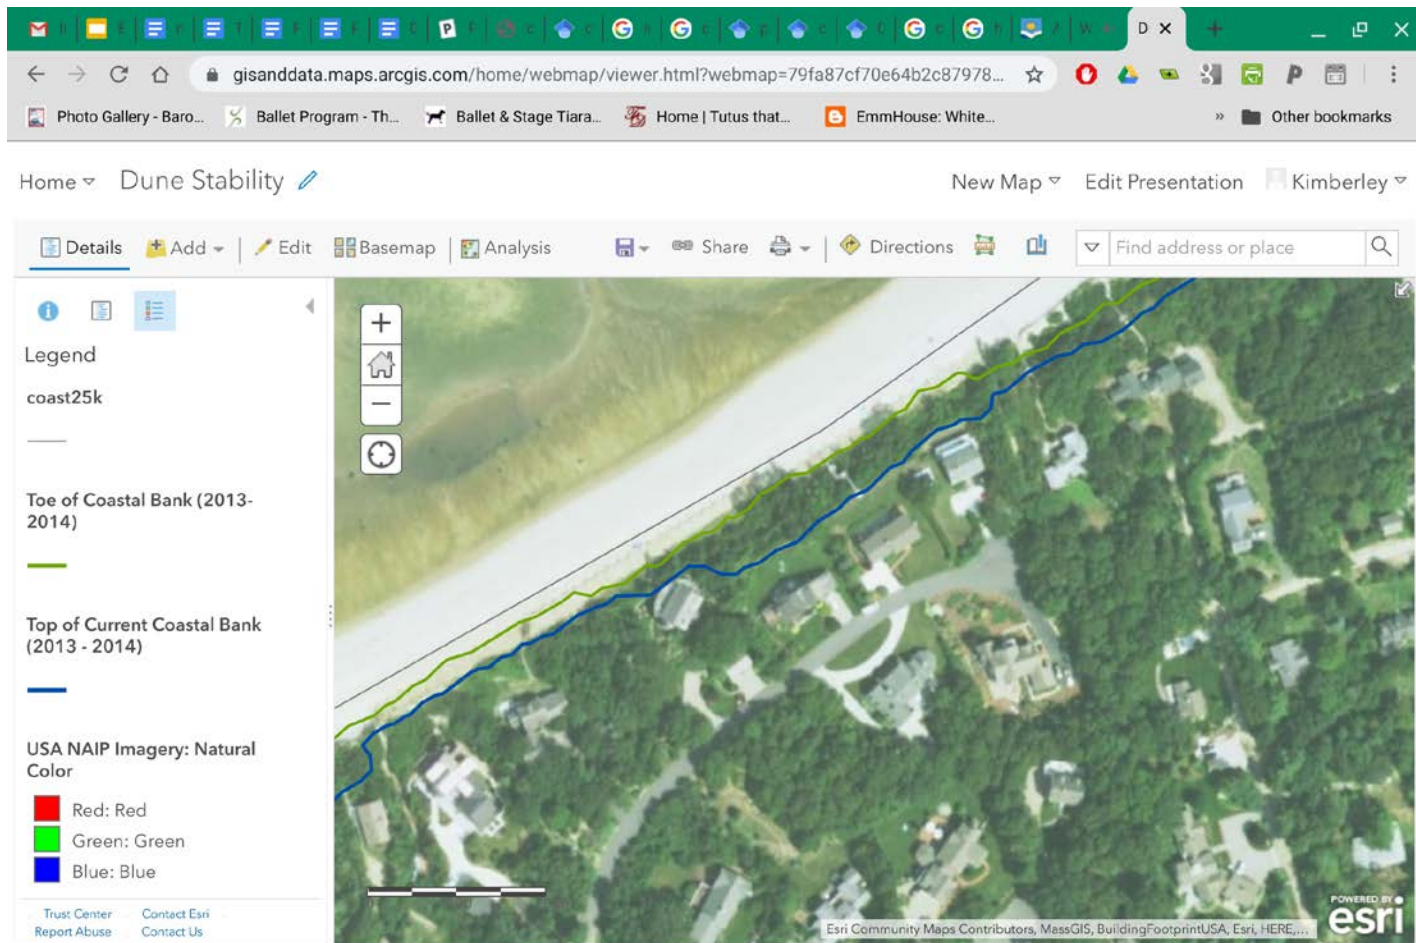 gisanddata.maps.arcgis.com/home/webmap/viewer.html?webmap=79fa87cf70e64b2c87978...
Photo Gallery - Baro... Ballet Program - Th... Ballet & Stage Tiara... Home | Tutus that... EmmHouse: White... » Other bookmarks
Home Dune Stability New Map Edit Presentation Kimberley
Details Add Edit Basemap Analysis Share Directions Find address or place
Legend
coast25k
Toe of Coastal Bank (2013-
2014)
Top of Current Coastal Bank
(2013 - 2014)
USA NAIP Imagery: Natural
Color
Red: Red
Green: Green
Blue: Blue
Trust Center Contact Esri
Report Abuse Contact Us
Esri Community Maps Contributors, MassGIS, BuildingFootprintUSA, Esri, HERE,...
POWERED BY
esri